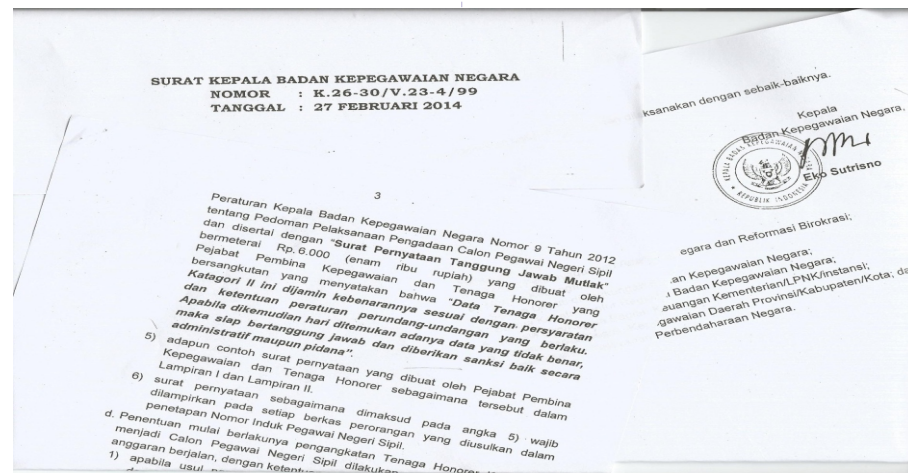 SURAT KEPALA BADAN KEPEGAWAIAN NEGARA
NOMOR : K.26-30/V.23-4/99
TANGGAL : 27 FEBRUARI 2014
3
Peraturan Kepala Badan Kepegawaian Negara Nomor 9 Tahun 2012
tentang Pedoman Pelaksanaan Pengadaan Calon Pegawai Negeri Sipil
dan disertai dengan "Surat Pernyataan Tanggung Jawab Mutlak"
bermeterai Rp. 6.000 (enam ribu rupiah) yang dibuat oleh
Pejabat Pembina Kepegawaian dan Tenaga Honorer yang
bersangkutan yang menyatakan bahwa "Data Tenaga Honorer
Katagori II ini dijamin kebenarannya sesuai dengan persyaratan
dan ketentuan peraturan perundang-undangan yang berlaku.
Apabila dikemudian hari ditemukan adanya data yang tidak benar,
maka siap bertanggung jawab dan diberikan sanksi baik secara
administratif maupun pidana".
5) adapun contoh surat pernyataan yang dibuat oleh Pejabat Pembina
Kepegawaian dan Tenaga Honorer sebagaimana tersebut dalam
Lampiran I dan Lampiran II.
6) surat pernyataan sebagaimana dimaksud pada angka 5) wajib
dilampirkan pada setiap berkas perorangan yang diusulkan dalam
penetapan Nomor Induk Pegawai Negeri Sipil.
d. Penentuan mulai berlakunya pengangkatan Tenaga Honorer
menjadi Calon Pegawai Negeri Sipil dilakukan
anggaran berjalan, dengan
1) apabila usul
ksanakan dengan sebaik-baiknya.
Kepala
Badan Kepegawaian Negara,
KEPALA BADAN KEPEGAWAIAN
REPUBLIK INDONESIA
Eko Sutrisno
egara dan Reformasi Birokrasi;
an Kepegawaian Negara;
Badan Kepegawaian Negara;
euangan Kementerian/LPNK/instansi;
gawaian Daerah Provinsi/Kabupaten/Kota; da
Perbendaharaan Negara.